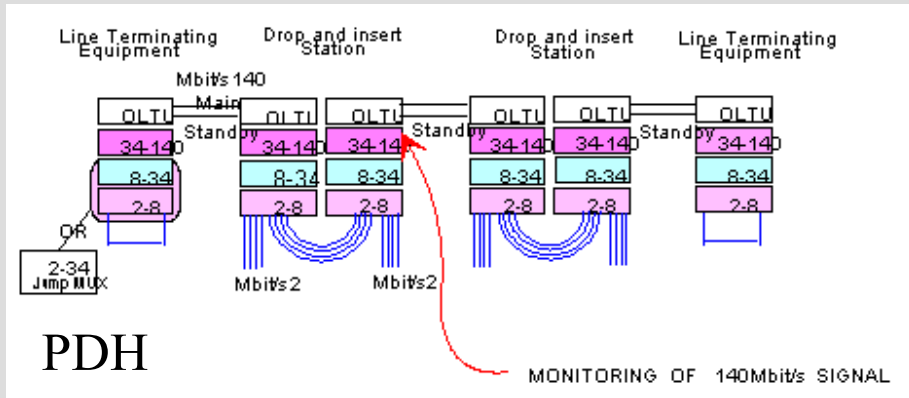 Line Terminating
Equipment
Drop and insert
Station
Drop and insert
Station
Line Terminating
Equipment
Mbit/s 140
Main
OLTU
OLTU
OLTU
OLTU
OLTU
OLTU
Standby
Standby
Standby
34-140
34-140
34-140
34-140
34-140
34-140
8-34
8-34
8-34
8-34
8-34
8-34
2-8
2-8
2-8
2-8
2-8
2-8
OR
2-34
Jump MUX
Mbit/s2
Mbit/s2
PDH
MONITORING OF 140Mbit/s SIGNAL